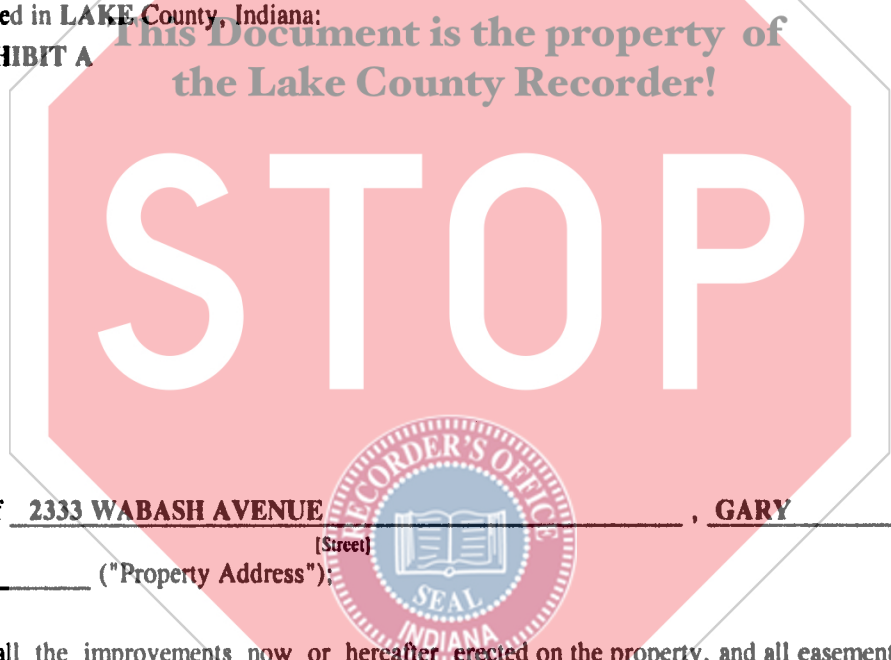 ed in LAKE County, Indiana:
This Document is the property of
HIBIT A
the Lake County Recorder!
STOP
2333 WABASH AVENUE , GARY
[Street]
("Property Address");
RECORDER'S OFFICE
SEAL
INDIANA
all the improvements now or hereafter erected on the property, and all easemen